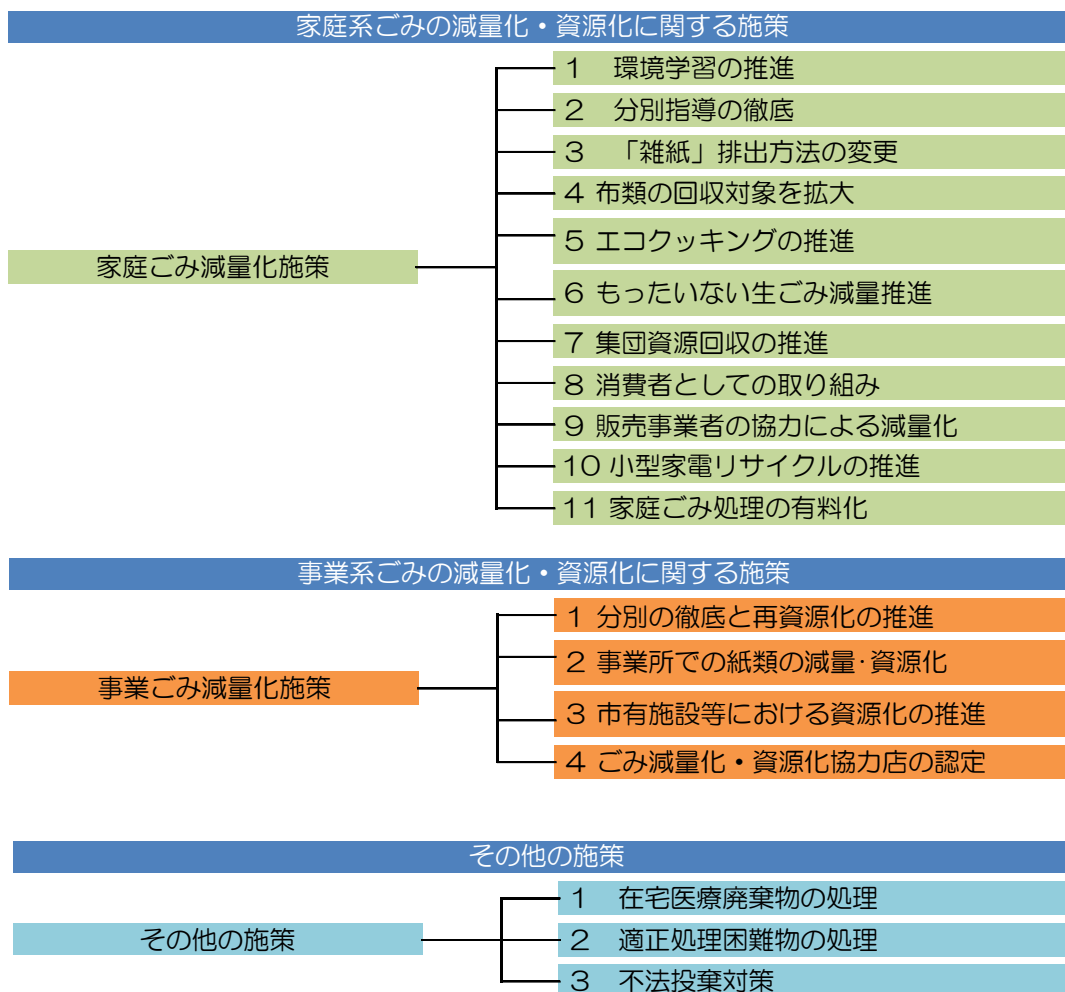 家庭系ごみの減量化・資源化に関する施策
1 環境学習の推進
2 分別指導の徹底
3 「雑紙」排出方法の変更
4 布類の回収対象を拡大
5 エコクッキングの推進
家庭ごみ減量化施策
6 もったいない生ごみ減量推進
7 集団資源回収の推進
8 消費者としての取り組み
9 販売事業者の協力による減量化
10 小型家電リサイクルの推進
11 家庭ごみ処理の有料化
事業系ごみの減量化・資源化に関する施策
1 分別の徹底と再資源化の推進
2 事業所での紙類の減量･資源化
事業ごみ減量化施策
3 市有施設等における資源化の推進
4 ごみ減量化・資源化協力店の認定
その他の施策
1 在宅医療廃棄物の処理
その他の施策
2 適正処理困難物の処理
3 不法投棄対策